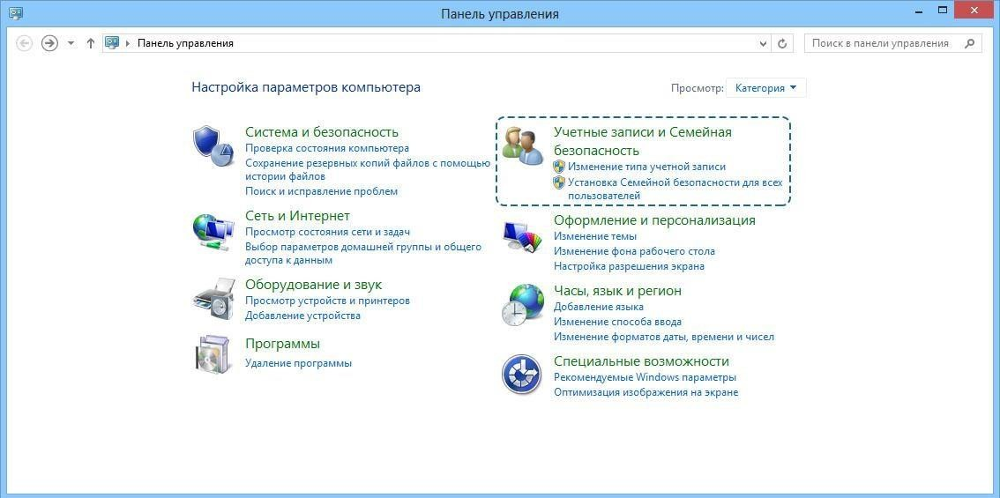 Панель управления
Панель управления
Поиск в панели управления
Настройка параметров компьютера
Просмотр: Категория
Система и безопасность
Проверка состояния компьютера
Сохранение резервных копий файлов с помощью
истории файлов
Поиск и исправление проблем
Сеть и Интернет
Просмотр состояния сети и задач
Выбор параметров домашней группы и общего
доступа к данным
Оборудование и звук
Просмотр устройств и принтеров
Добавление устройства
Программы
Удаление программы
Учетные записи и Семейная
безопасность
Изменение типа учетной записи
Установка Семейной безопасности для всех
пользователей
Оформление и персонализация
Изменение темы
Изменение фона рабочего стола
Настройка разрешения экрана
Часы, язык и регион
Добавление языка
Изменение способа ввода
Изменение форматов даты, времени и чисел
Специальные возможности
Рекомендуемые Windows параметры
Оптимизация изображения на экране